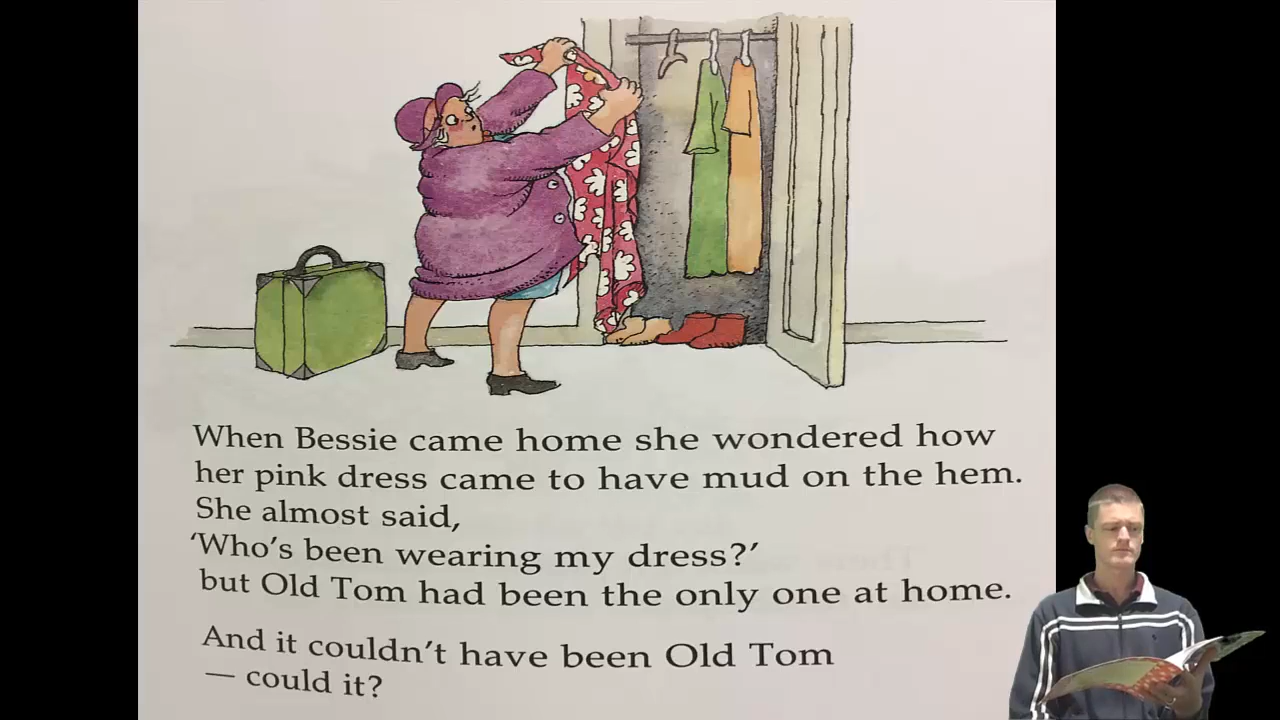 When Bessie came home she wondered how
her pink dress came to have mud on the hem.
She almost said,
‘Who’s been wearing my dress?’
but Old Tom had been the only one at home.
And it couldn’t have been Old Tom
— could it?